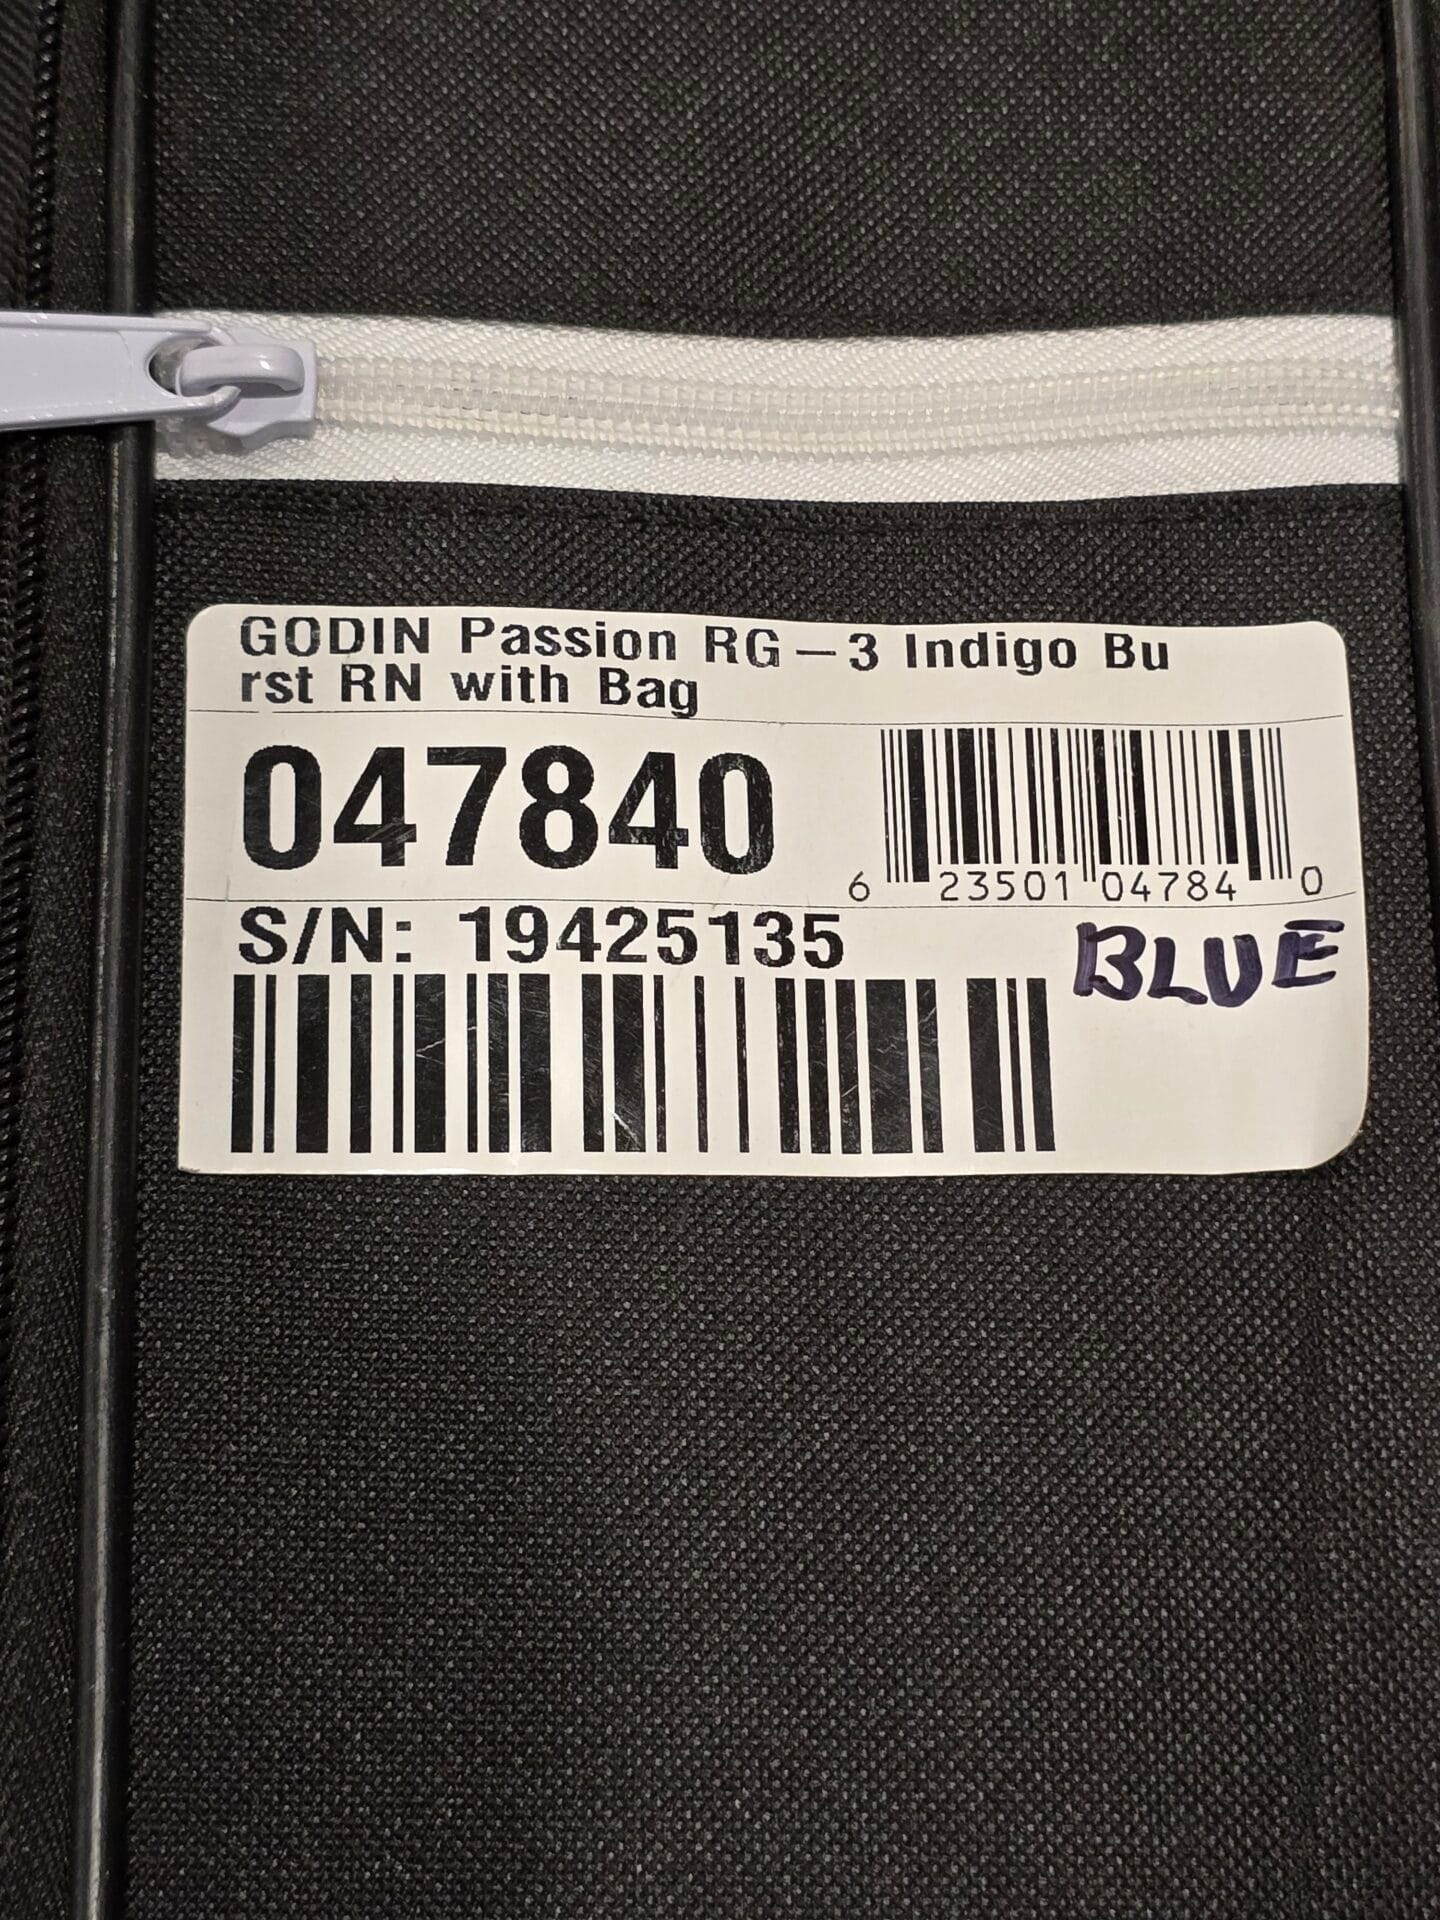 GODIN Passion RG-3 Indigo Bu
rst RN with Bag
047840
6 23501 04784 0
S/N: 19425135
BLUE